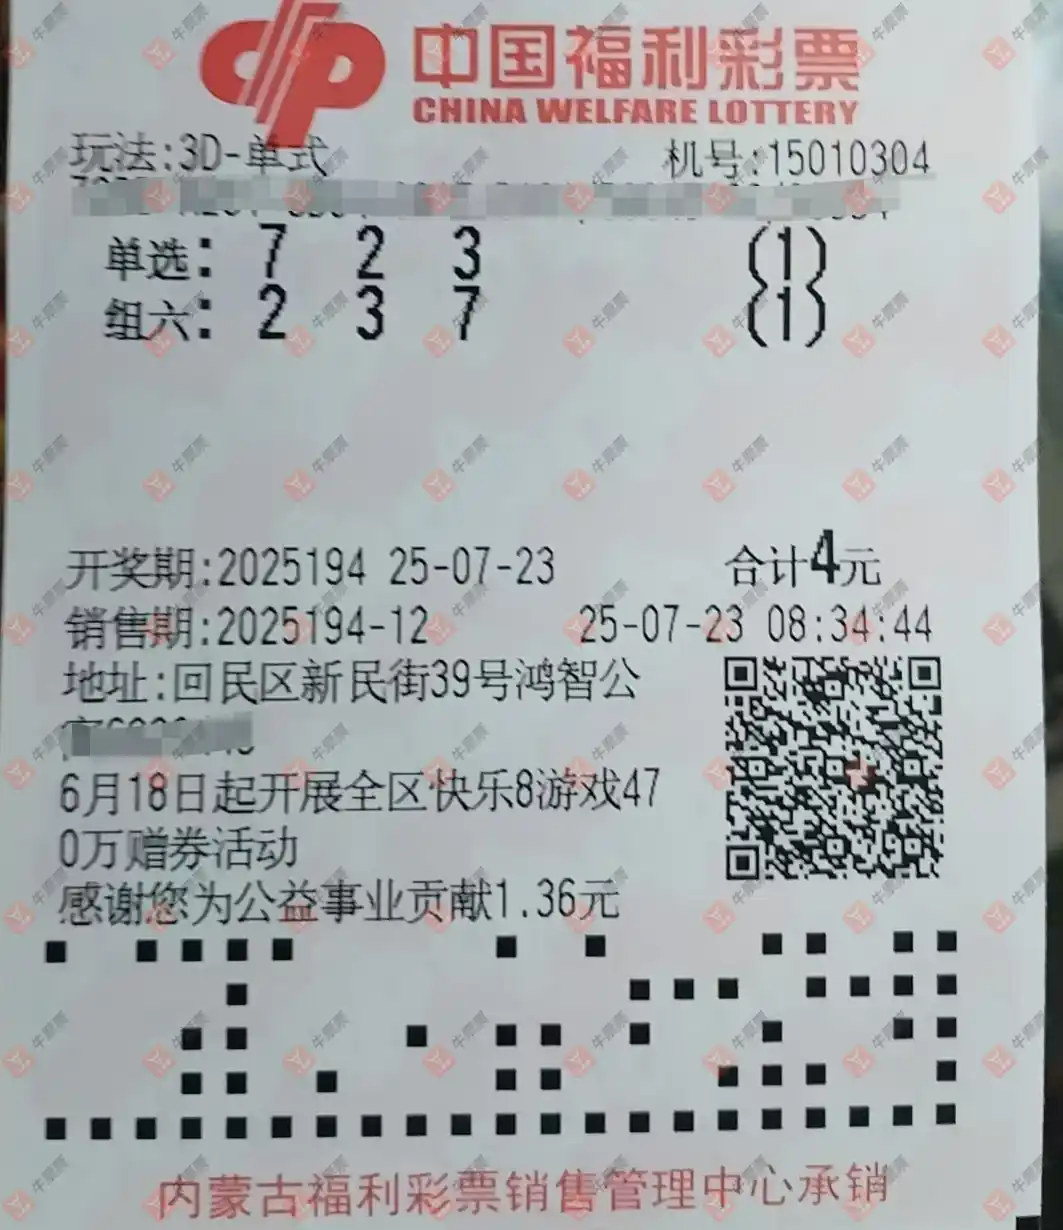 中国福利彩票
CHINA WELFARE LOTTERY
玩法:3D-单式 机号:15010304
单选: 7 2 3 (1)
组六: 2 3 7 (1)
开奖期:2025194 25-07-23 合计4元
销售期:2025194-12 25-07-23 08:34:44
地址:回民区新民街39号鸿智公
6月18日起开展全区快乐8游戏47
0万赠券活动
感谢您为公益事业贡献1.36元
内蒙古福利彩票销售管理中心承销